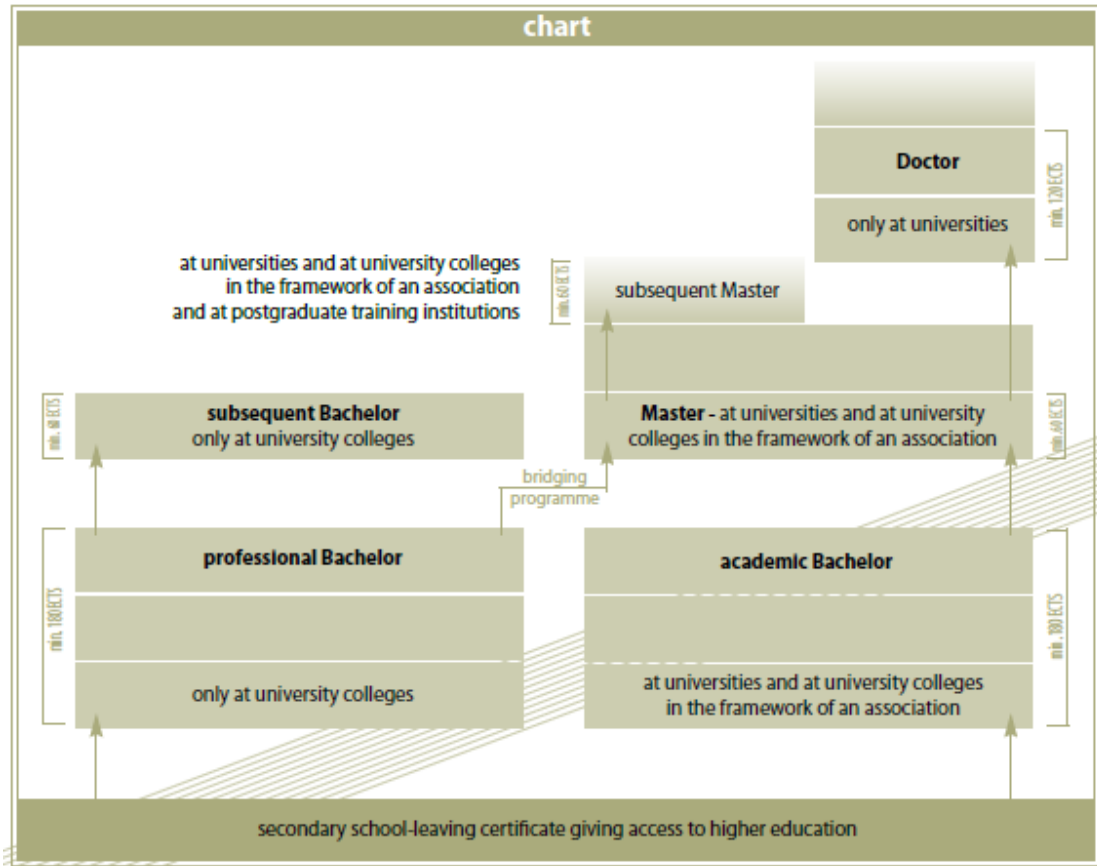 chart
Doctor
min. 120 ECTS
only at universities
at universities and at university colleges
in the framework of an association
and at postgraduate training institutions
min. 60 ECTS
subsequent Master
min. 60 ECTS
subsequent Bachelor
only at university colleges
Master - at universities and at university
colleges in the framework of an association
min. 60 ECTS
bridging
programme
min. 180 ECTS
professional Bachelor
only at university colleges
academic Bachelor
at universities and at university colleges
in the framework of an association
min. 180 ECTS
secondary school-leaving certificate giving access to higher education